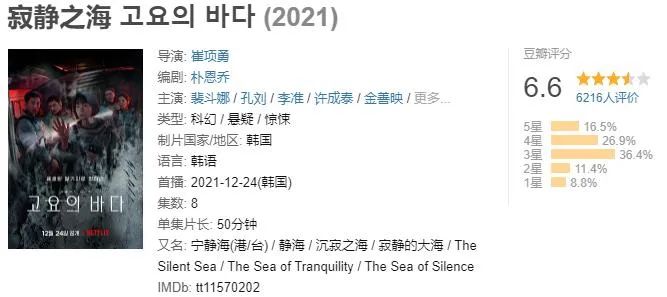 寂静之海 고요의 바다 (2021)
导演: 崔项勇
编剧: 朴恩乔
主演: 裴斗娜 / 孔刘 / 李准 / 许成泰 / 金善映 / 更多...
类型: 科幻 / 悬疑 / 惊悚
制片国家/地区: 韩国
语言: 韩语
首播: 2021-12-24(韩国)
集数: 8
单集片长: 50分钟
又名: 宁静海(港/台) / 静海 / 沉寂之海 / 寂静的大海 / The
Silent Sea / The Sea of Tranquility / The Sea of Silence
IMDb: tt11570202
고요의 바다
12월 24일 공개
NETFLIX
豆瓣评分
6.6
6216人评价
5星 16.5%
4星 26.9%
3星 36.4%
2星 11.4%
1星 8.8%